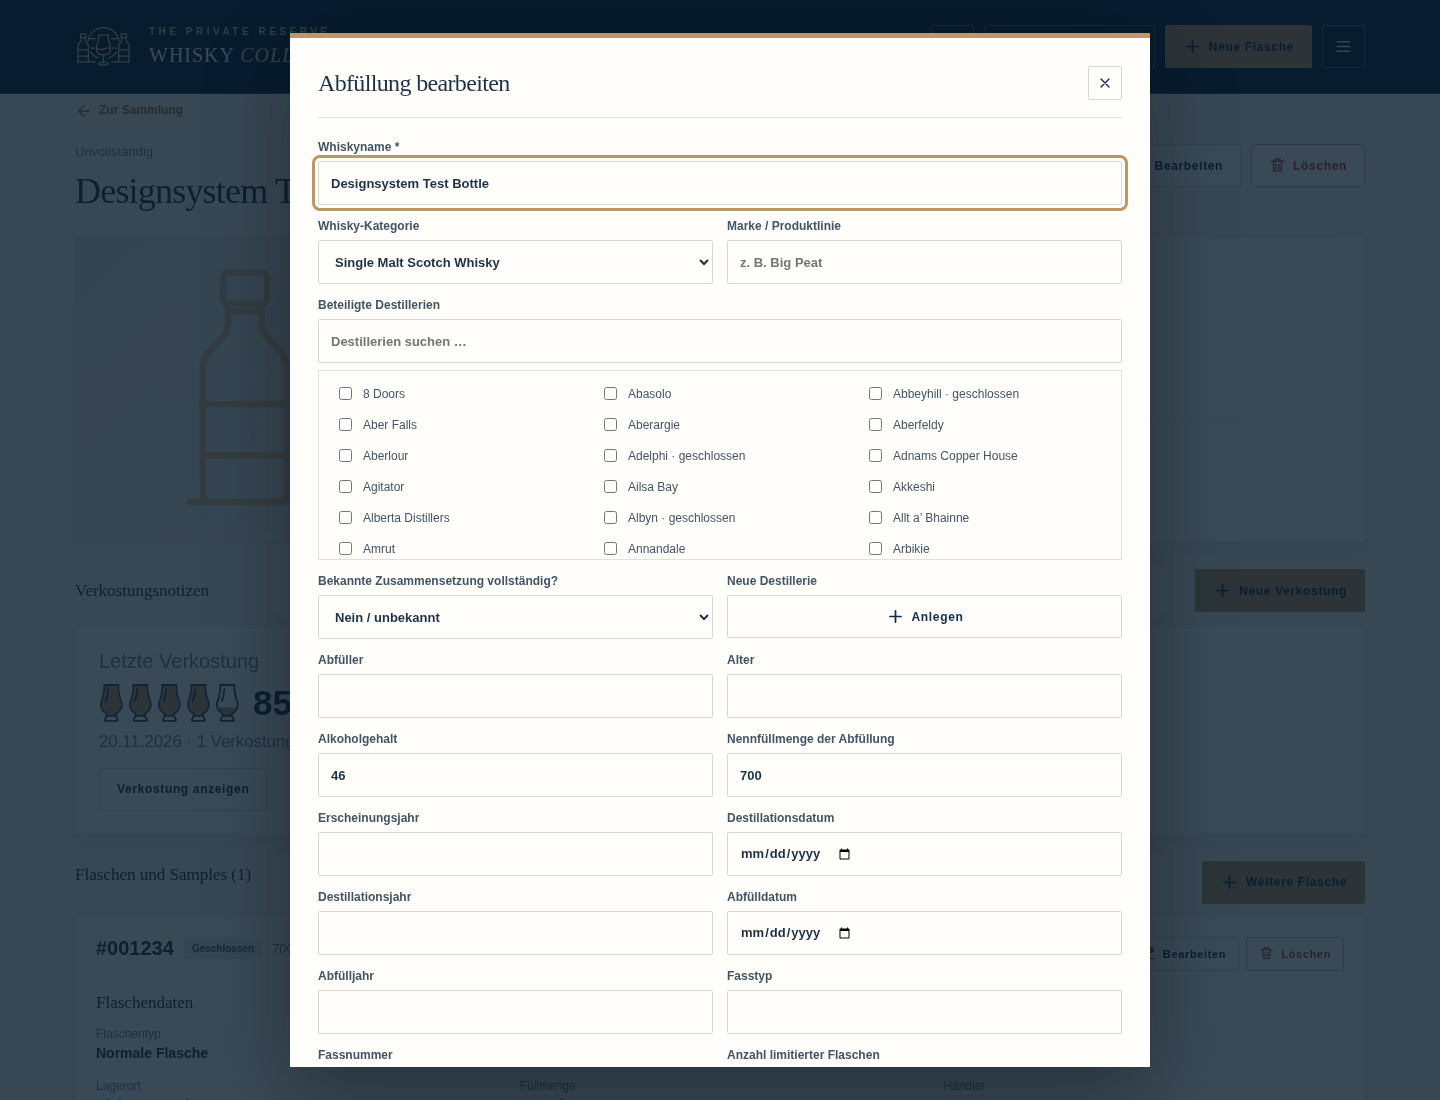 THE PRIVATE RESERVE
WHISKY COLL
Neue Flasche
Zur Sammlung
Unvollständig
Designsystem T
Bearbeiten
Löschen
Abfüllung bearbeiten
Whiskyname *
Designsystem Test Bottle
Whisky-Kategorie
Marke / Produktlinie
Single Malt Scotch Whisky
z. B. Big Peat
Beteiligte Destillerien
Destillerien suchen …
8 Doors
Abasolo
Abbeyhill · geschlossen
Aber Falls
Aberargie
Aberfeldy
Aberlour
Adelphi · geschlossen
Adnams Copper House
Agitator
Ailsa Bay
Akkeshi
Alberta Distillers
Albyn · geschlossen
Allt a’ Bhainne
Amrut
Annandale
Arbikie
Bekannte Zusammensetzung vollständig?
Neue Destillerie
Nein / unbekannt
Anlegen
Abfüller
Alter
Alkoholgehalt
Nennfüllmenge der Abfüllung
46
700
Erscheinungsjahr
Destillationsdatum
mm/dd/yyyy
Destillationsjahr
Abfülldatum
mm/dd/yyyy
Abfülljahr
Fasstyp
Fassnummer
Anzahl limitierter Flaschen
Verkostungsnotizen
Neue Verkostung
Letzte Verkostung
85
20.11.2026 · 1 Verkostung
Verkostung anzeigen
Flaschen und Samples (1)
Weitere Flasche
#001234
Geschlossen
700
Bearbeiten
Löschen
Flaschendaten
Flaschentyp
Normale Flasche
Lagerort
Füllmenge
Händler